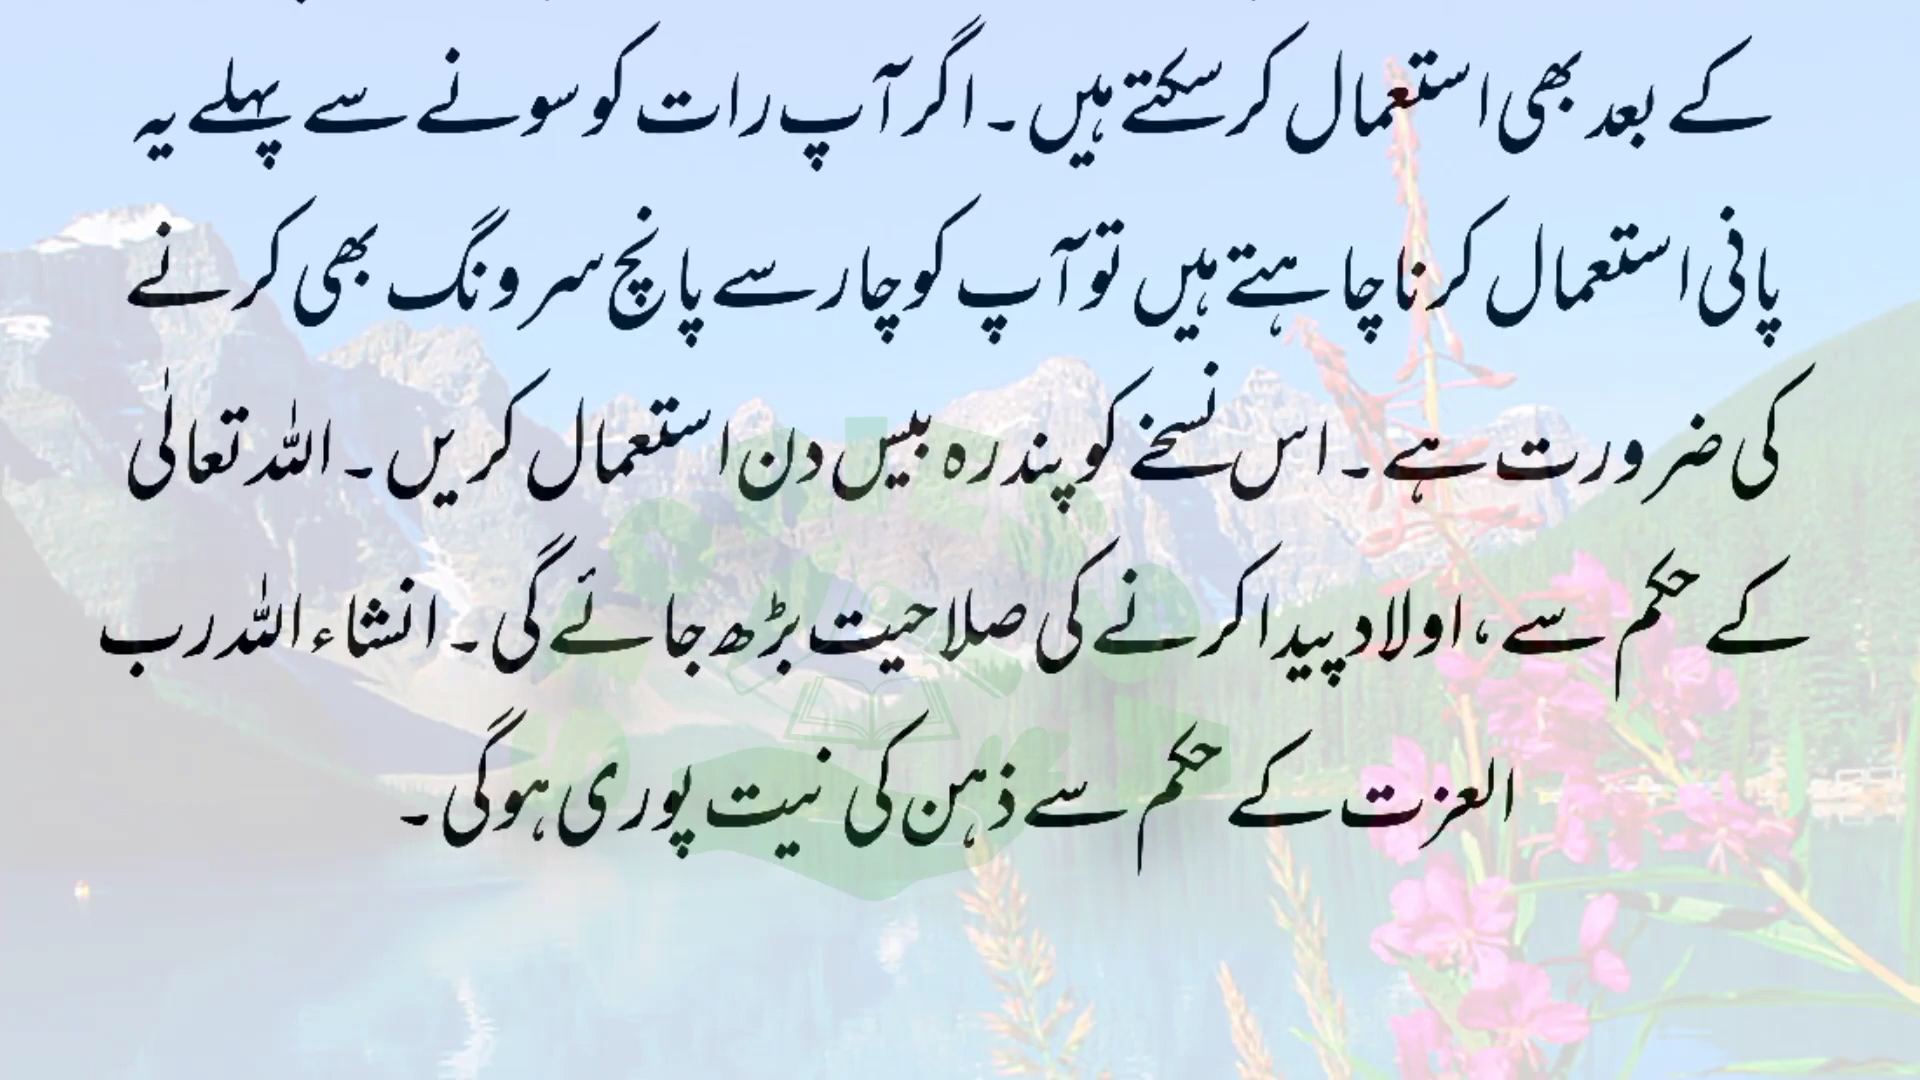 کے بعد بھی استعمال کرسکتے ہیں۔ اگر آپ رات کو سونے سے پہلے یہ
پانی استعمال کرنا چاہتے ہیں تو آپ کو چار سے پانچ سرونگ بھی کرنے
کی ضرورت ہے۔ اس نسخے کو پندرہ بیس دن استعمال کریں۔ اللہ تعالٰی
کے حکم سے، اولاد پیدا کرنے کی صلاحیت بڑھ جائے گی۔ انشاء اللہ رب
العزت کے حکم سے ذہن کی نیت پوری ہوگی۔